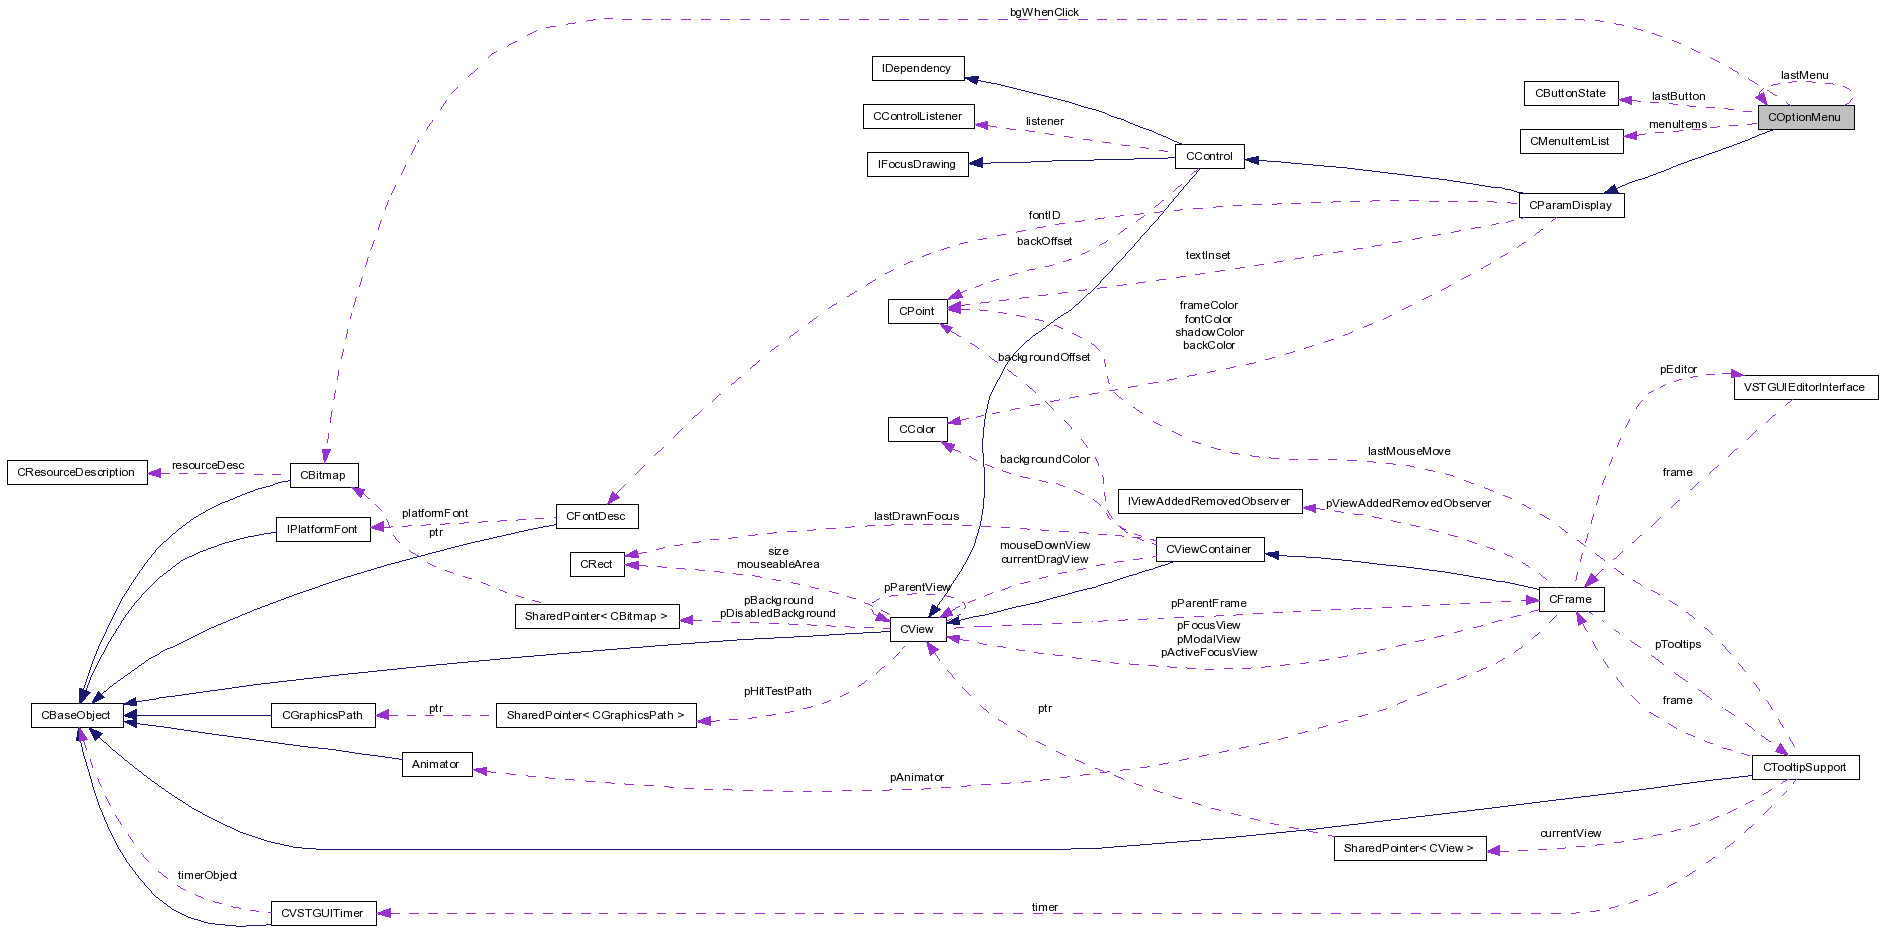 bgWhenClick
IDependency
lastMenu
CButtonState
lastButton
CControlListener
listener
COptionMenu
menuItems
CMenuItemList
CControl
IFocusDrawing
CParamDisplay
fontID
backOffset
textInset
CPoint
frameColor
fontColor
shadowColor
backColor
backgroundOffset
pEditor
VSTGUIEditorInterface
CColor
lastMouseMove
backgroundColor
frame
CResourceDescription
resourceDesc
CBitmap
IViewAddedRemovedObserver
pViewAddedRemovedObserver
platformFont
CFontDesc
lastDrawnFocus
IPlatformFont
ptr
size
mouseableArea
mouseDownView
currentDragView
CViewContainer
CRect
pParentView
pBackground
pDisabledBackground
pParentFrame
CFrame
SharedPointer< CBitmap >
CView
pFocusView
pModalView
pActiveFocusView
pTooltips
pHitTestPath
frame
CBaseObject
CGraphicsPath
ptr
SharedPointer< CGraphicsPath >
ptr
Animator
pAnimator
CTooltipSupport
currentView
SharedPointer< CView >
timerObject
CVSTGUITimer
timer